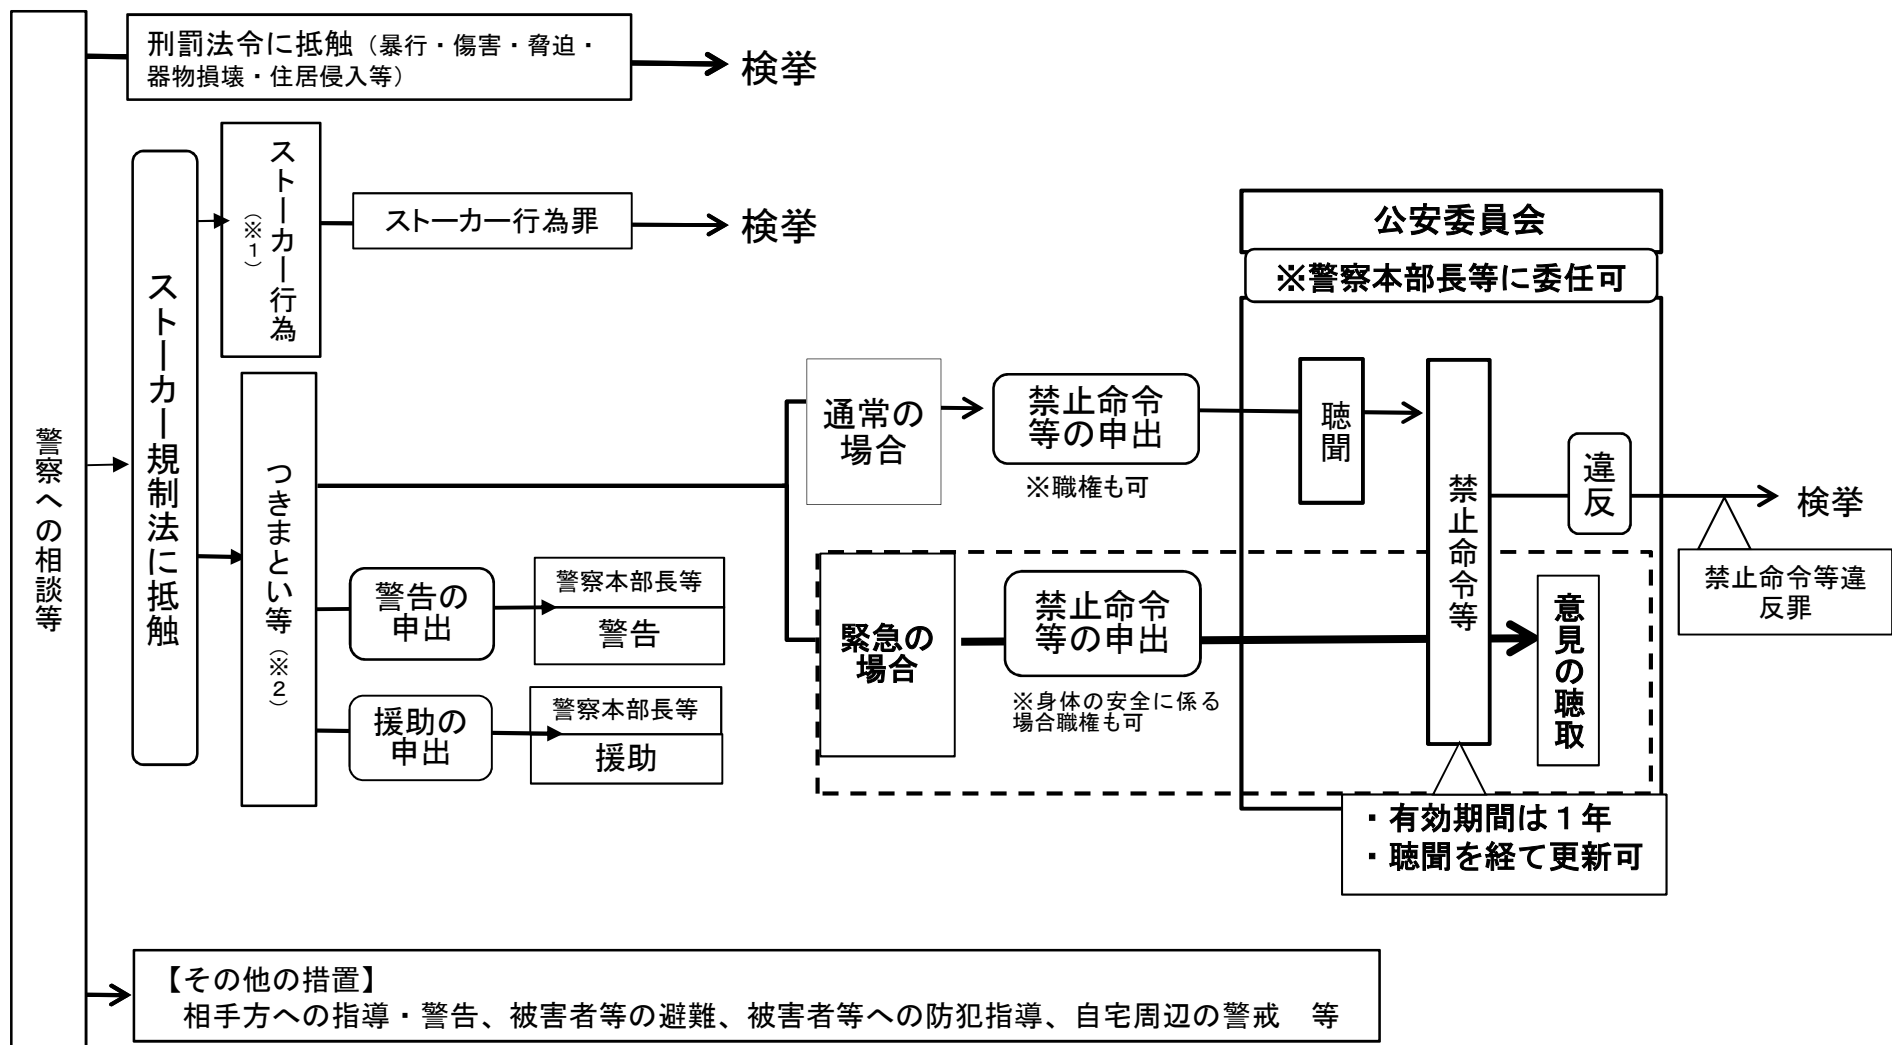 警察への相談等
刑罰法令に抵触（暴行・傷害・脅迫・
器物損壊・住居侵入等）
検挙
ストーカー規制法に抵触
ストーカー行為
（※１）
ストーカー行為罪
検挙
つきまとい等（※２）
警告の
申出
警察本部長等
警告
援助の
申出
警察本部長等
援助
通常の
場合
禁止命令
等の申出
※職権も可
緊急の
場合
禁止命令
等の申出
※身体の安全に係る
場合職権も可
公安委員会
※警察本部長等に委任可
聴聞
禁止命令等
違反
検挙
禁止命令等違
反罪
意見の聴取
・有効期間は１年
・聴聞を経て更新可
【その他の措置】
相手方への指導・警告、被害者等の避難、被害者等への防犯指導、自宅周辺の警戒　等